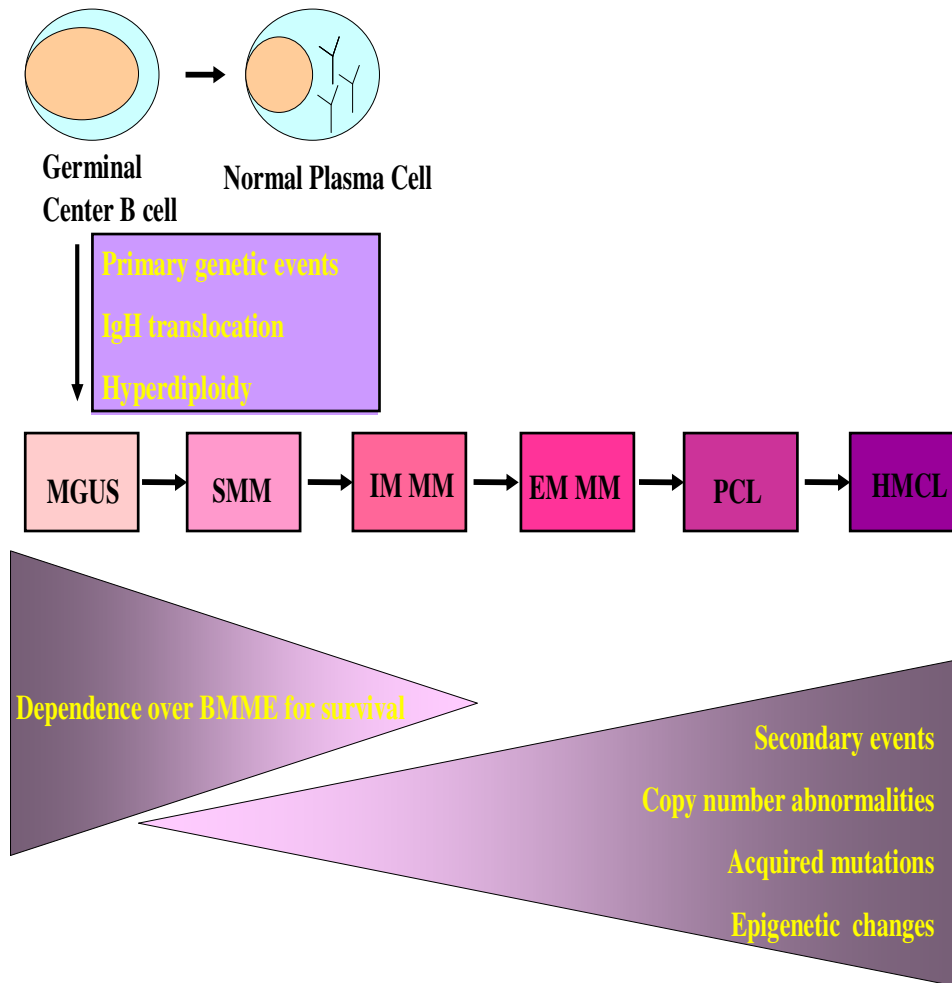 Germinal
Center B cell
Normal Plasma Cell
Primary genetic events
IgH translocation
Hyperdiploidy
MGUS
SMM
IM MM
EM MM
PCL
HMCL
Dependence over BMME for survival
Secondary events
Copy number abnormalities
Acquired mutations
Epigenetic changes